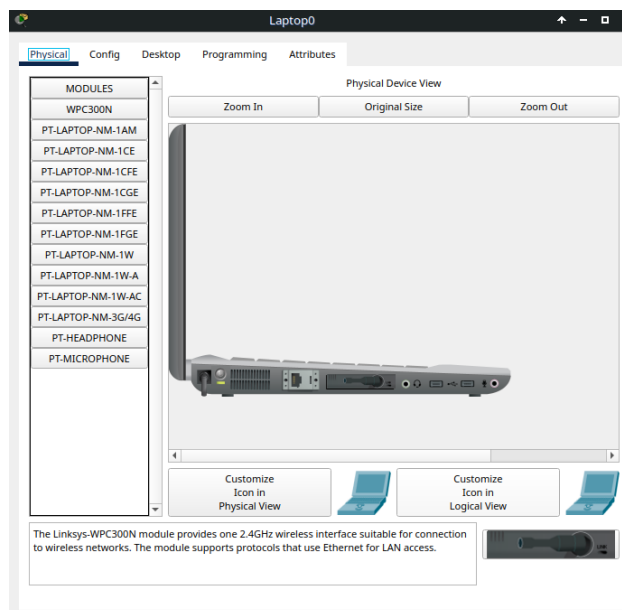 Laptop0
Physical Config Desktop Programming Attributes
MODULES
WPC300N
PT-LAPTOP-NM-1AM
PT-LAPTOP-NM-1CE
PT-LAPTOP-NM-1CFE
PT-LAPTOP-NM-1CGE
PT-LAPTOP-NM-1FFE
PT-LAPTOP-NM-1FGE
PT-LAPTOP-NM-1W
PT-LAPTOP-NM-1W-A
PT-LAPTOP-NM-1W-AC
PT-LAPTOP-NM-3G/4G
PT-HEADPHONE
PT-MICROPHONE
Physical Device View
Zoom In Original Size Zoom Out
Customize
Icon in
Physical View
Customize
Icon in
Logical View
The Linksys-WPC300N module provides one 2.4GHz wireless interface suitable for connection
to wireless networks. The module supports protocols that use Ethernet for LAN access.